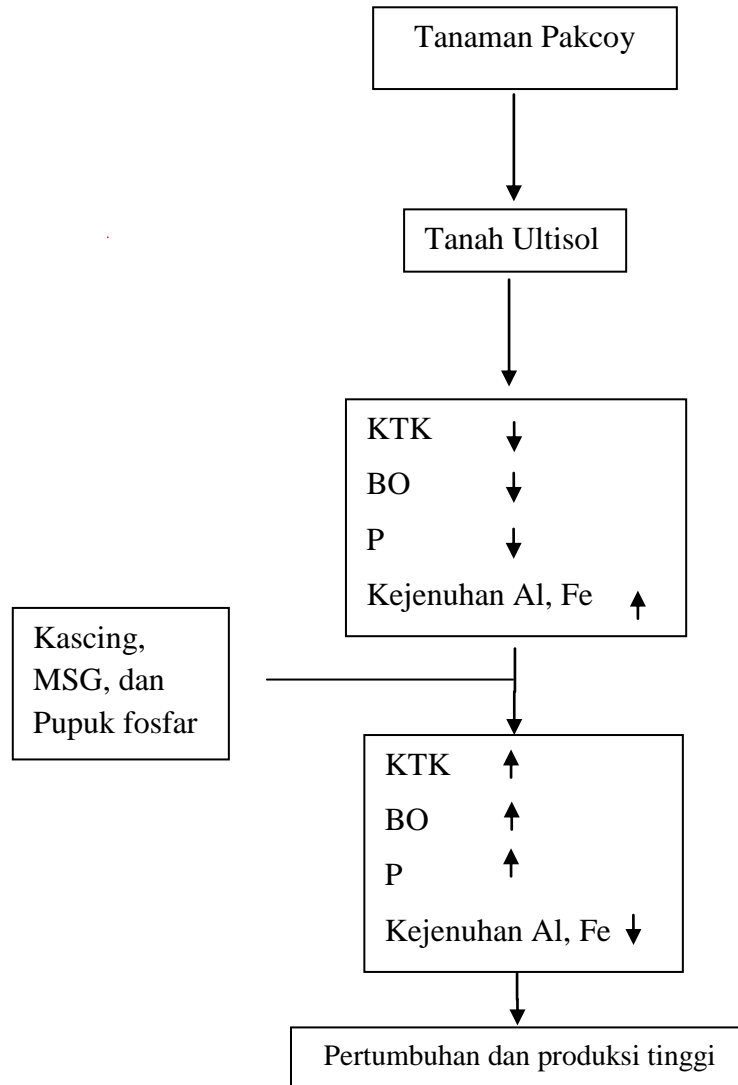 Tanaman Pakcoy
Tanah Ultisol
KTK
BO
P
Kejenuhan Al, Fe
Kascing,
MSG, dan
Pupuk fosfar
KTK
BO
P
Kejenuhan Al, Fe
Pertumbuhan dan produksi tinggi